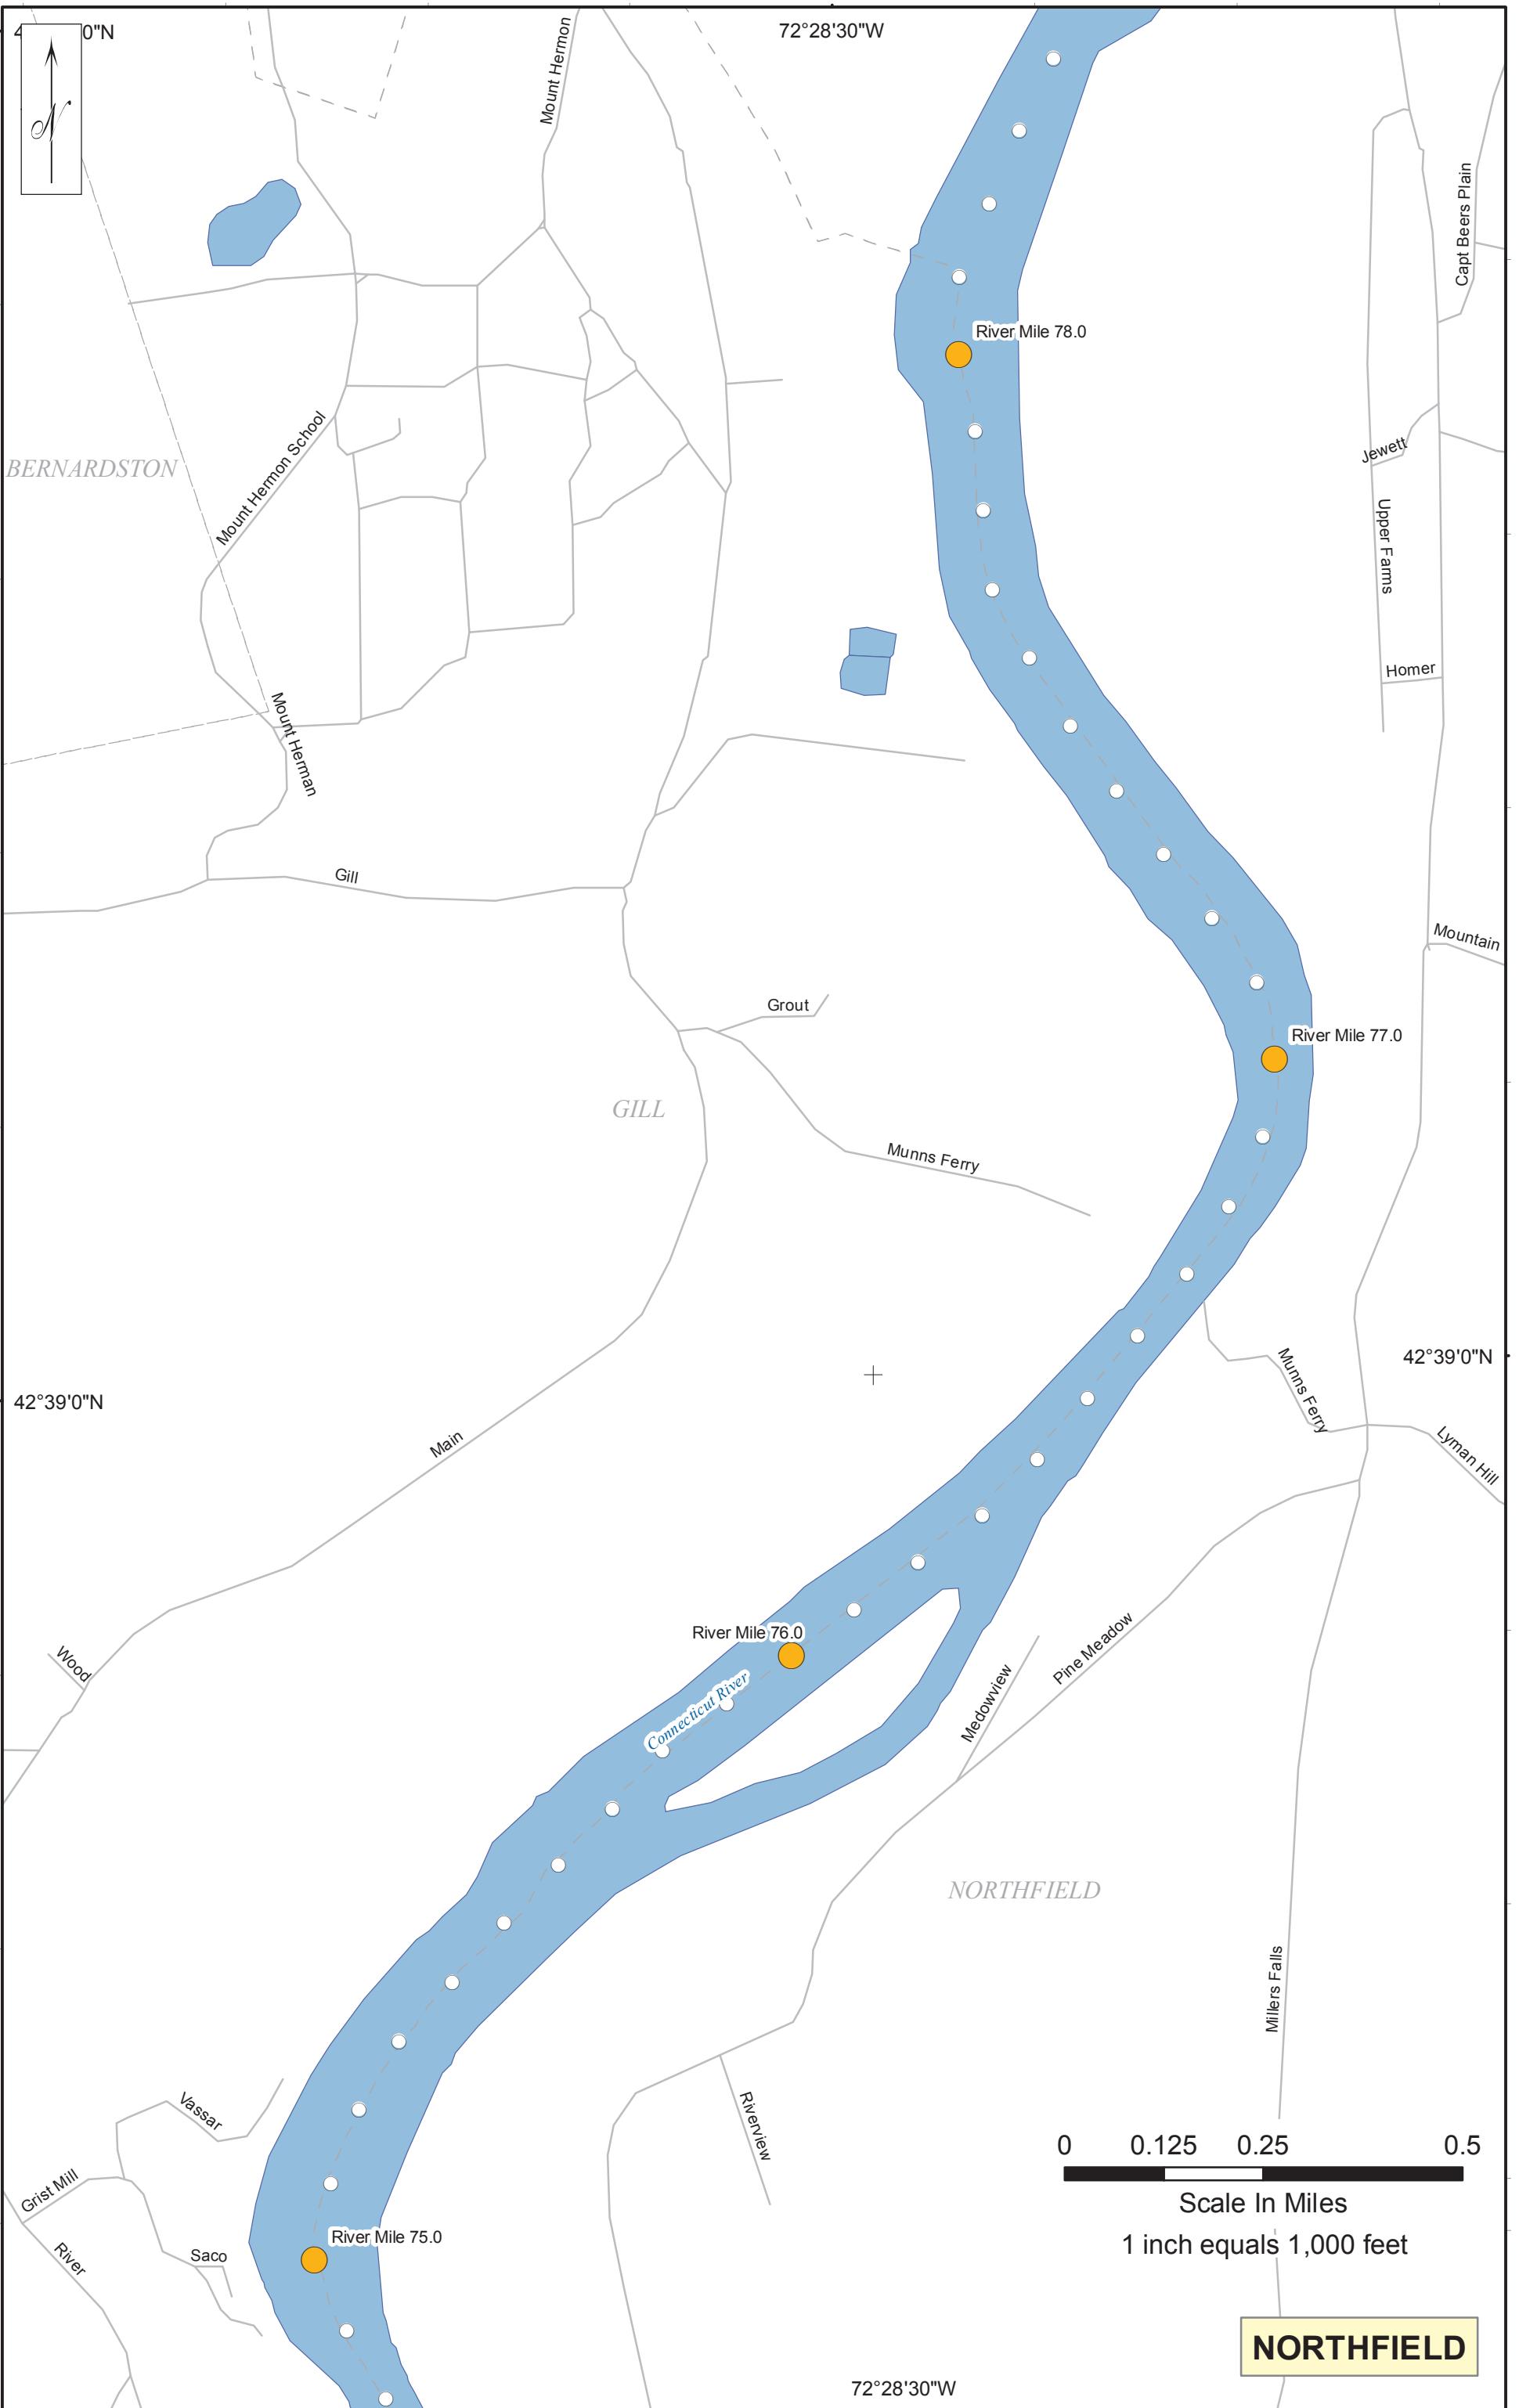 4 0"N
72°28'30"W
N
Mount Hermon
Capt Beers Plain
River Mile 78.0
Mount Hermon School
BERNARDSTON
Jewett
Upper Farms
Homer
Mount Herman
Gill
Mountain
Grout
River Mile 77.0
GILL
Munns Ferry
42°39'0"N
Munns Ferry
42°39'0"N
Main
Lyman Hill
River Mile 76.0
Wood
Pine Meadow
Medowview
Connecticut River
NORTHFIELD
Millers Falls
Vassar
Riverview
0 0.125 0.25 0.5
Scale In Miles
1 inch equals 1,000 feet
Grist Mill
River Mile 75.0
River
Saco
NORTHFIELD
72°28'30"W